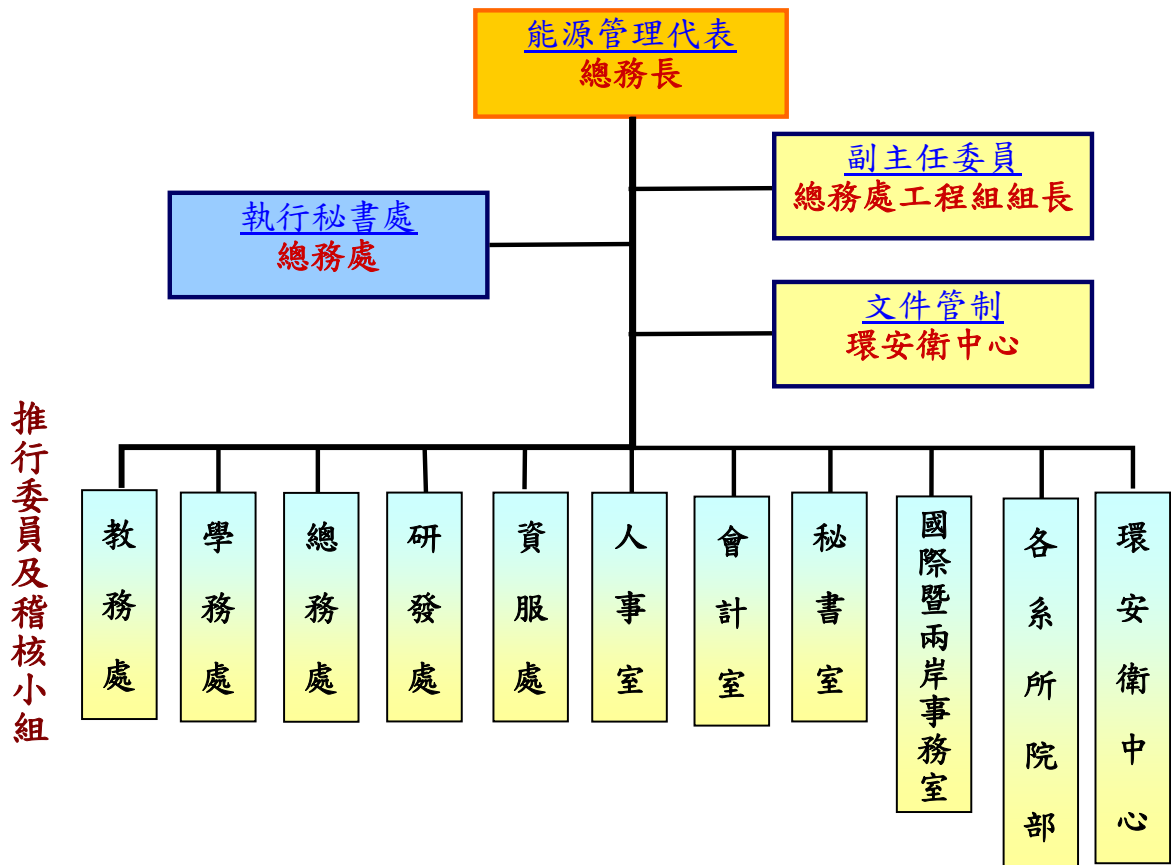 能源管理代表
總務長
副主任委員
總務處工程組組長
執行秘書處
總務處
文件管制
環安衛中心
推行委員及稽核小組
教務處
學務處
總務處
研發處
資服處
人事室
會計室
秘書室
國際暨兩岸事務室
各系所院部
環安衛中心